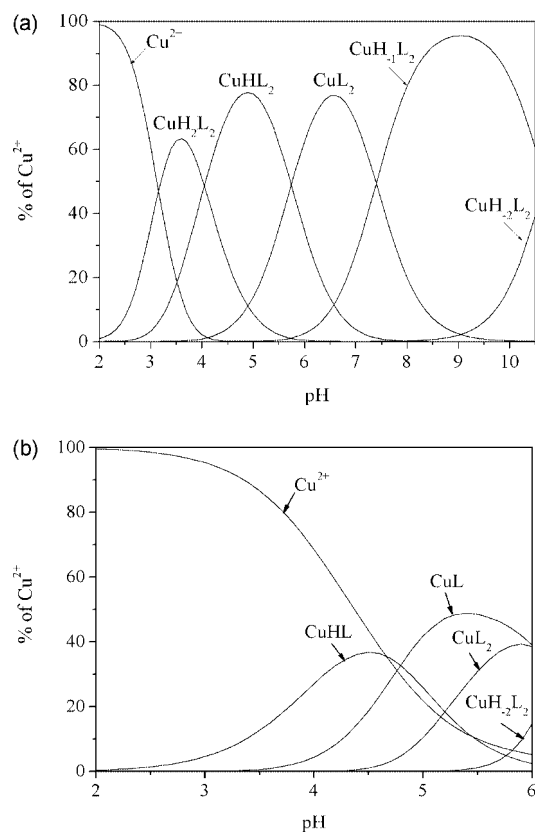 (a)
100
80
60
40
20
0
% of Cu²⁺
Cu²⁻
CuH₂L₂
CuHL₂
CuL₂
CuH₋₁L₂
CuH₋₂L₂
2 3 4 5 6 7 8 9 10
pH
(b)
100
80
60
40
20
0
% of Cu²⁺
Cu²⁺
CuHL
CuL
CuL₂
CuH₋₂L₂
2 3 4 5 6
pH